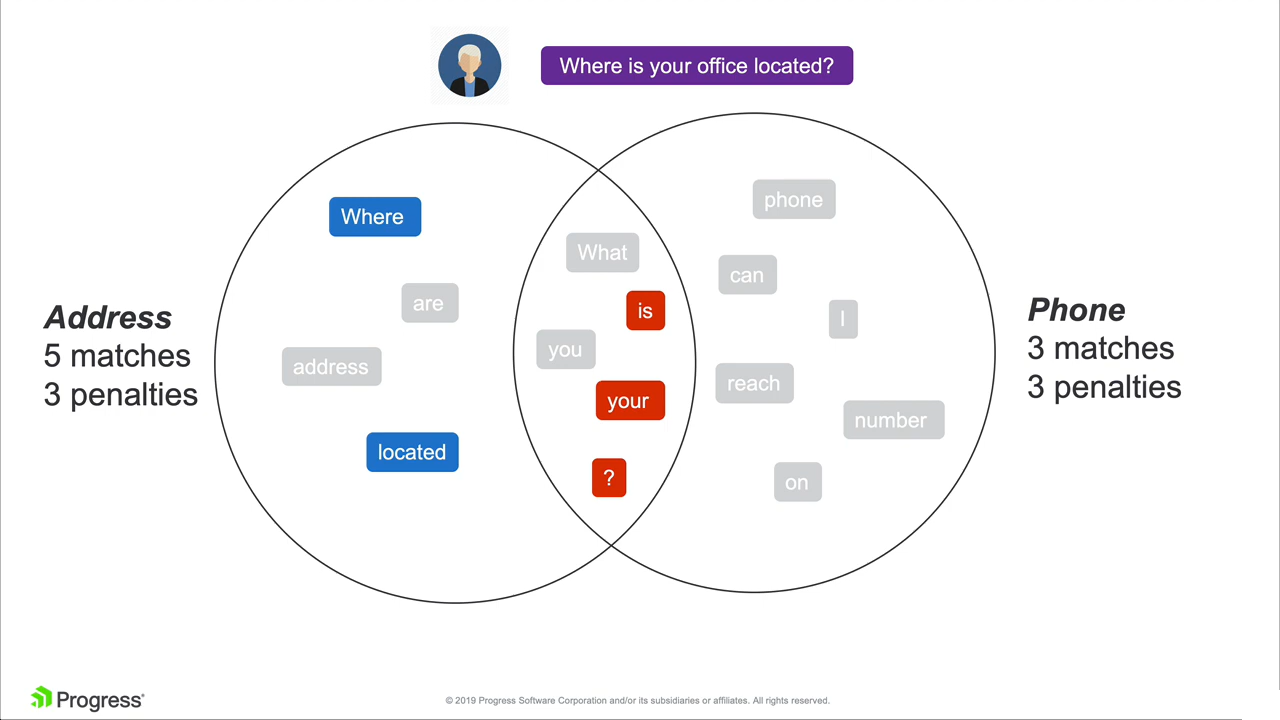 Where is your office located?
Where
are
address
located
What
is
you
your
?
phone
can
I
reach
number
on
Address
5 matches
3 penalties
Phone
3 matches
3 penalties
Progress®
© 2019 Progress Software Corporation and/or its subsidiaries or affiliates. All rights reserved.